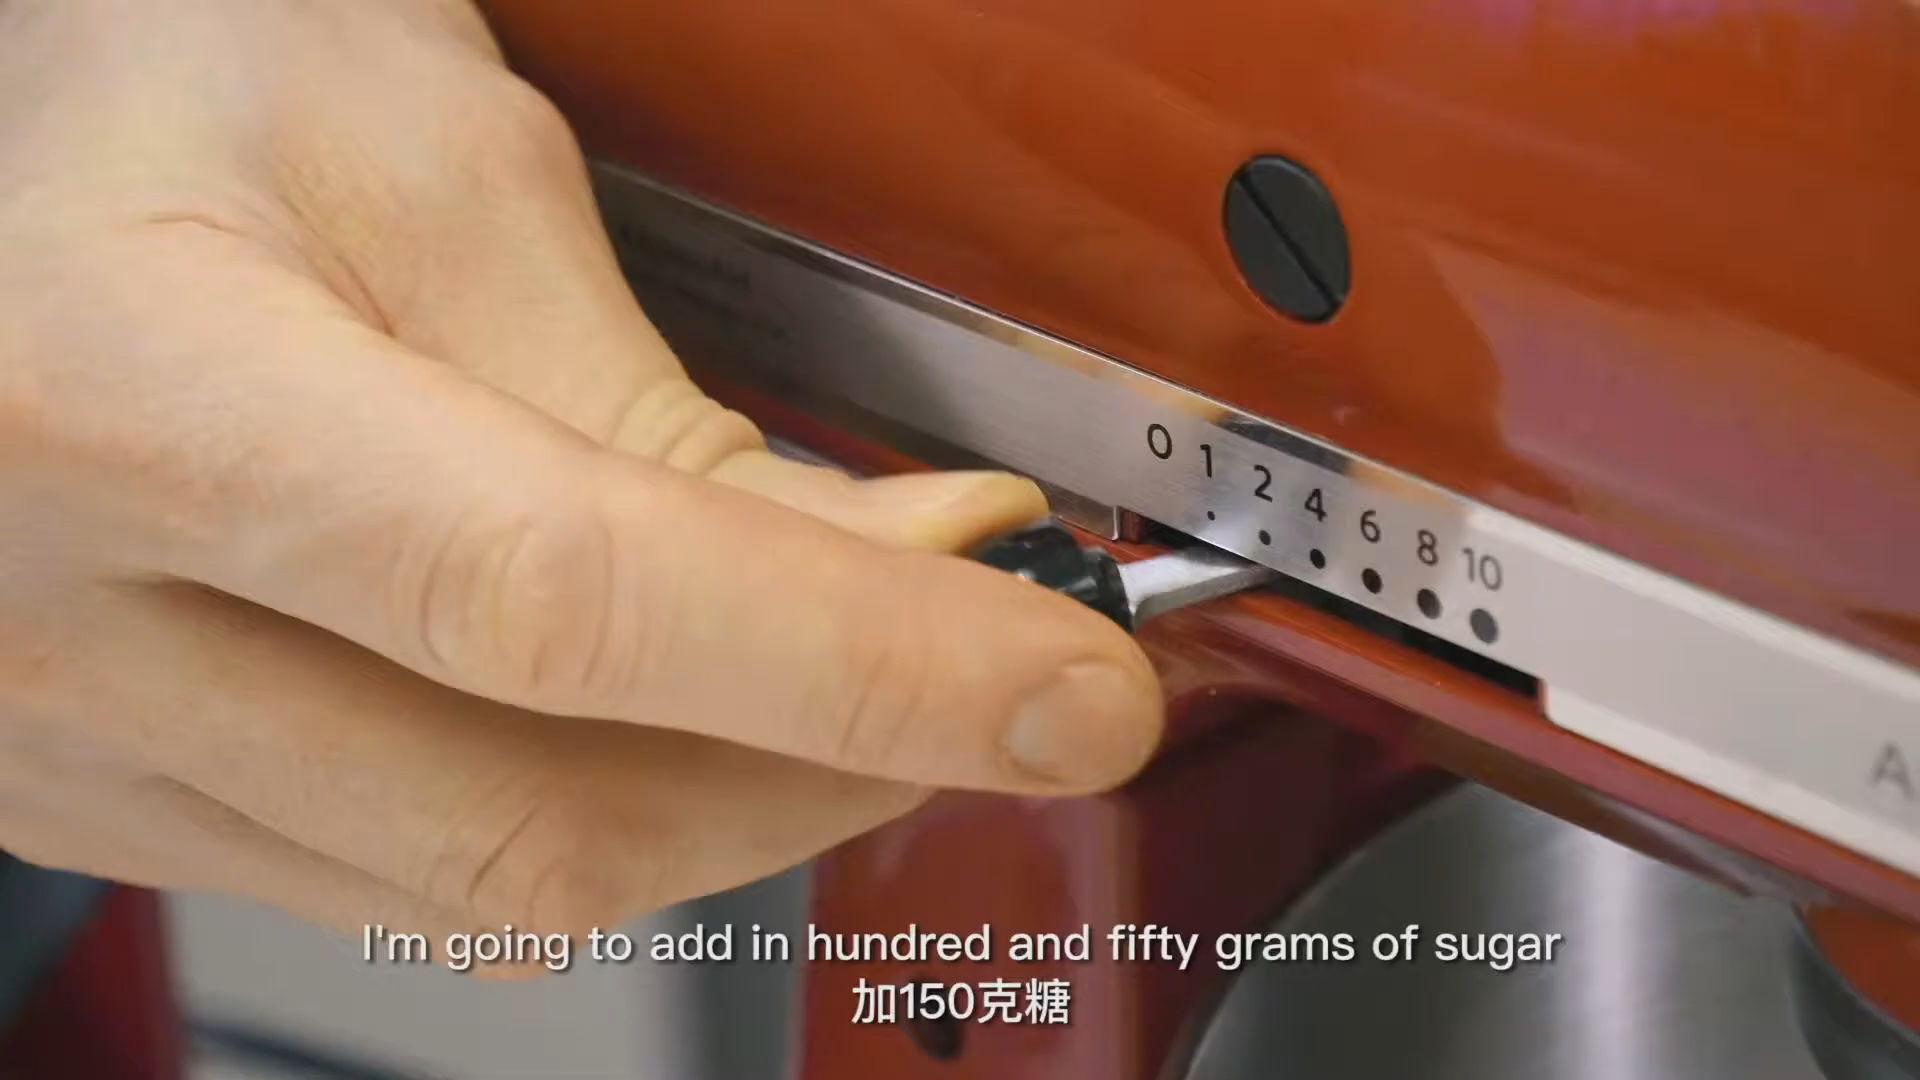 0 1 2 4 6 8 10
I'm going to add in hundred and fifty grams of sugar
加150克糖